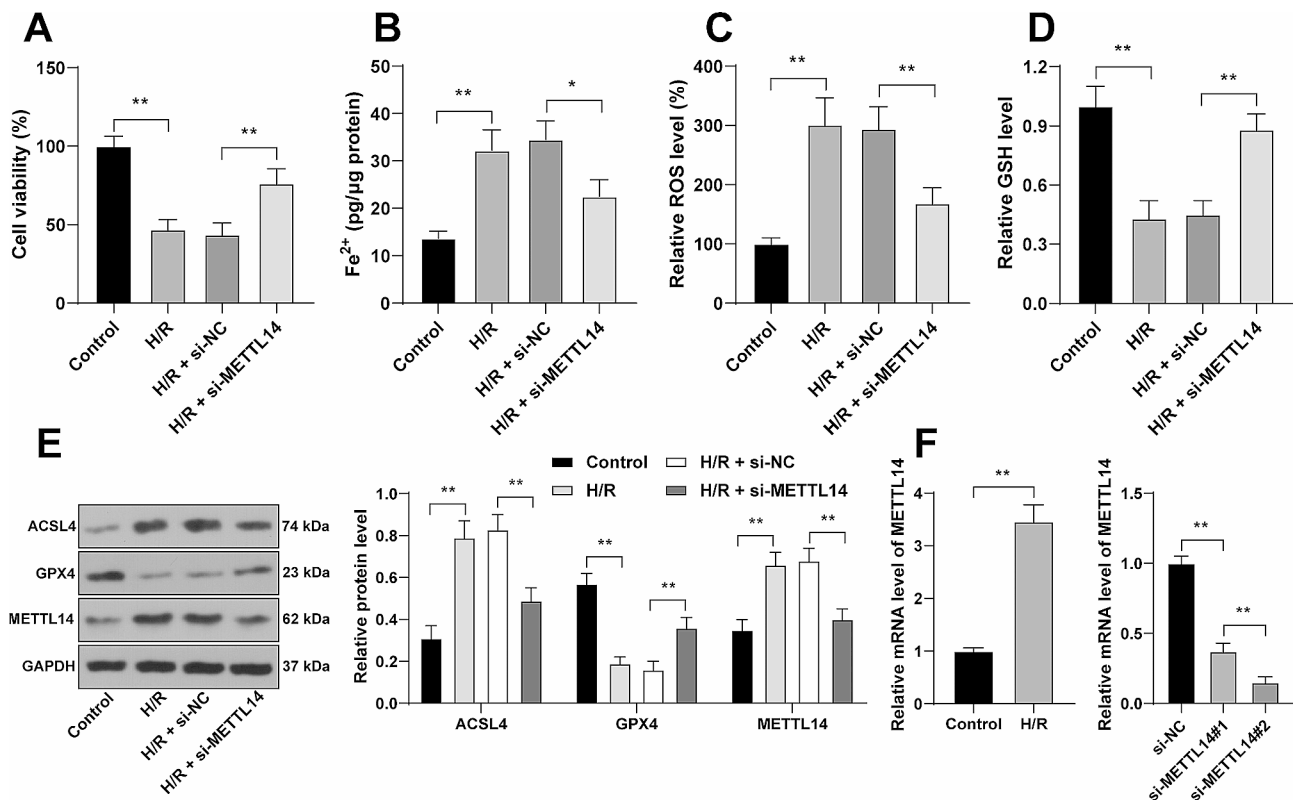 A
Cell viability (%)
150
100
50
0
**
**
Control
H/R
H/R + si-NC
H/R + si-METTL14
B
Fe2+ (pg/µg protein)
50
40
30
20
10
0
**
*
Control
H/R
H/R + si-NC
H/R + si-METTL14
C
Relative ROS level (%)
400
300
200
100
0
**
**
Control
H/R
H/R + si-NC
H/R + si-METTL14
D
Relative GSH level
1.2
0.9
0.6
0.3
0.0
**
**
Control
H/R
H/R + si-NC
H/R + si-METTL14
E
ACSL4 74 kDa
GPX4 23 kDa
METTL14 62 kDa
GAPDH 37 kDa
Control
H/R
H/R + si-NC
H/R + si-METTL14
Control
H/R + si-NC
H/R
H/R + si-METTL14
Relative protein level
1.0
0.8
0.6
0.4
0.2
0.0
**
**
**
**
**
**
ACSL4
GPX4
METTL14
F
Relative mRNA level of METTL14
4
3
2
1
0
**
Control
H/R
Relative mRNA level of METTL14
1.5
1.0
0.5
0.0
**
**
si-NC
si-METTL14#1
si-METTL14#2